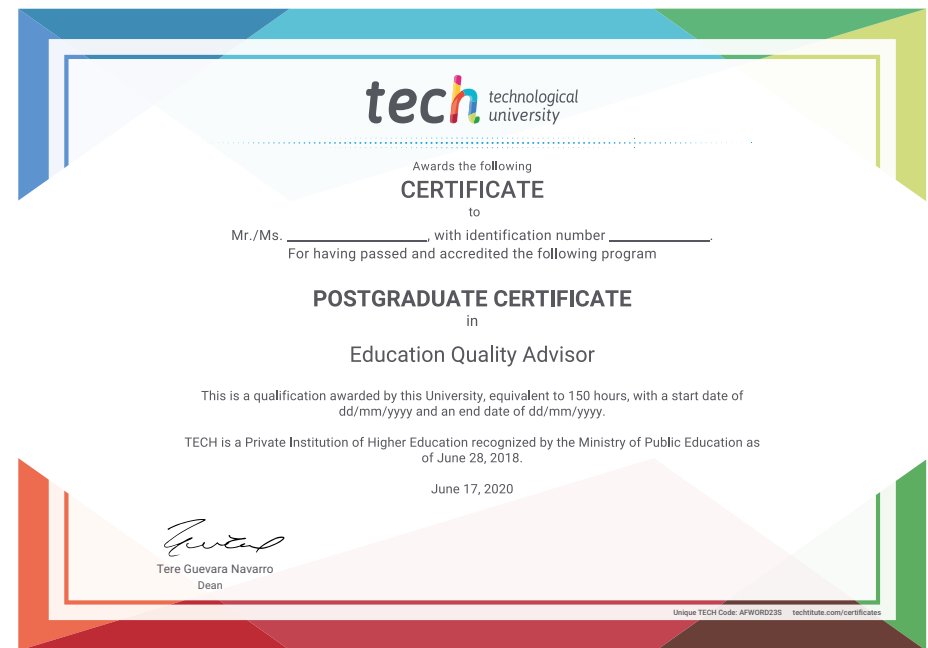 tech technological
university
Awards the following
CERTIFICATE
to
Mr./Ms. ____________________, with identification number ______________.
For having passed and accredited the following program
POSTGRADUATE CERTIFICATE
in
Education Quality Advisor
This is a qualification awarded by this University, equivalent to 150 hours, with a start date of
dd/mm/yyyy and an end date of dd/mm/yyyy.
TECH is a Private Institution of Higher Education recognized by the Ministry of Public Education as
of June 28, 2018.
June 17, 2020
Tere Guevara Navarro
Dean
Unique TECH Code: AFWORD23S techtitute.com/certificates